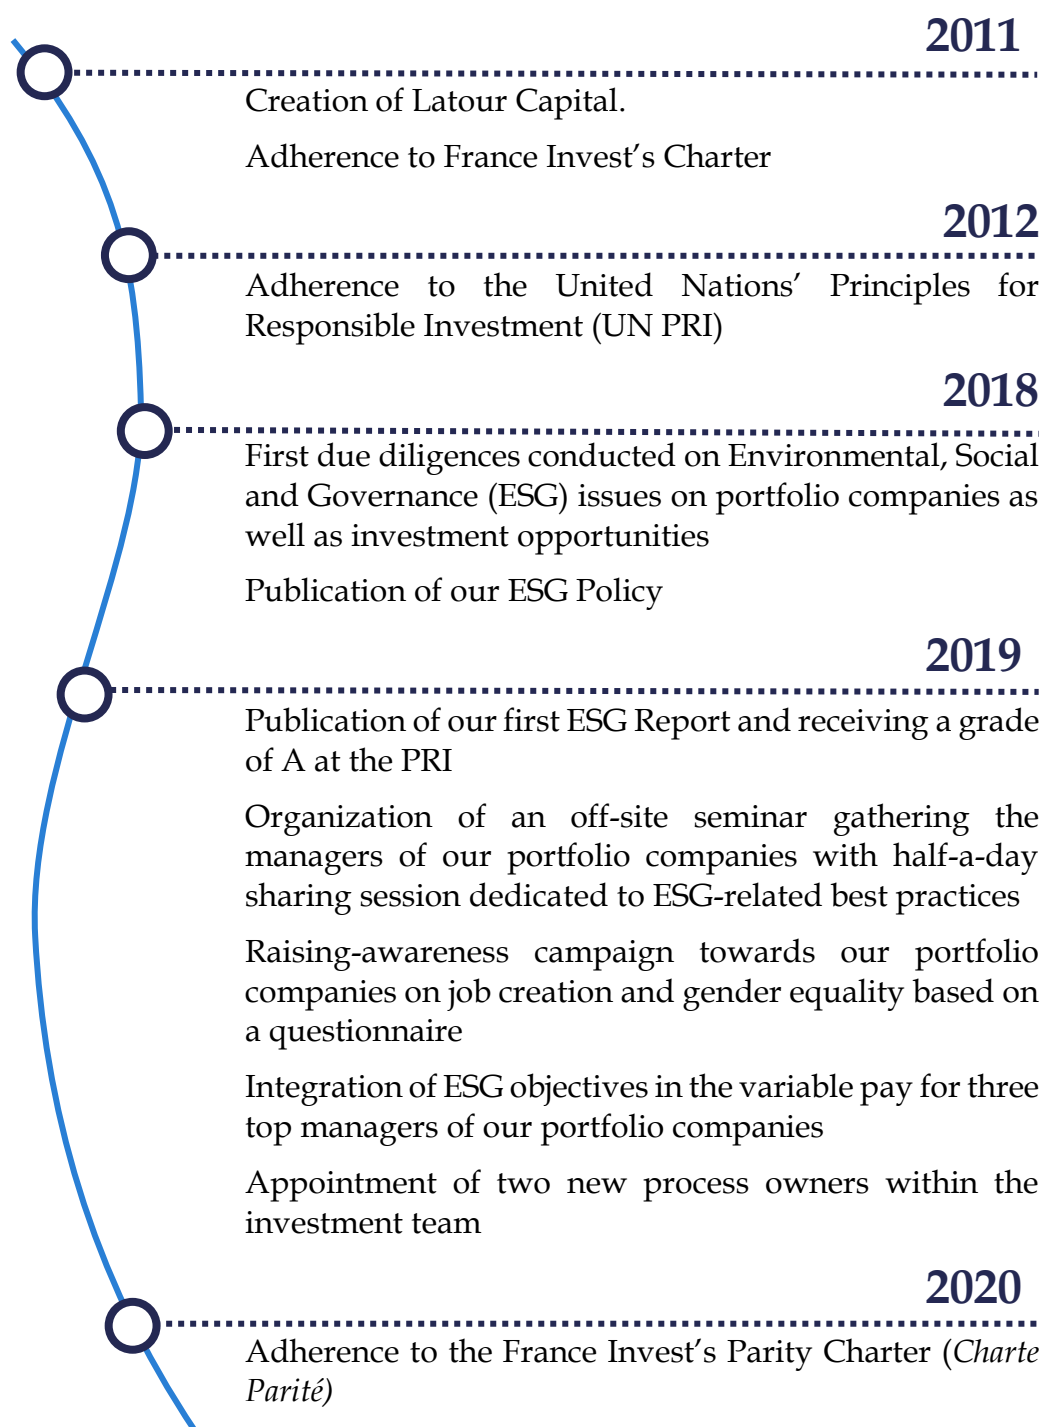 2011
Creation of Latour Capital.
Adherence to France Invest’s Charter
2012
Adherence to the United Nations’ Principles for
Responsible Investment (UN PRI)
2018
First due diligences conducted on Environmental, Social
and Governance (ESG) issues on portfolio companies as
well as investment opportunities
Publication of our ESG Policy
2019
Publication of our first ESG Report and receiving a grade
of A at the PRI
Organization of an off-site seminar gathering the
managers of our portfolio companies with half-a-day
sharing session dedicated to ESG-related best practices
Raising-awareness campaign towards our portfolio
companies on job creation and gender equality based on
a questionnaire
Integration of ESG objectives in the variable pay for three
top managers of our portfolio companies
Appointment of two new process owners within the
investment team
2020
Adherence to the France Invest’s Parity Charter (Charte
Parité)